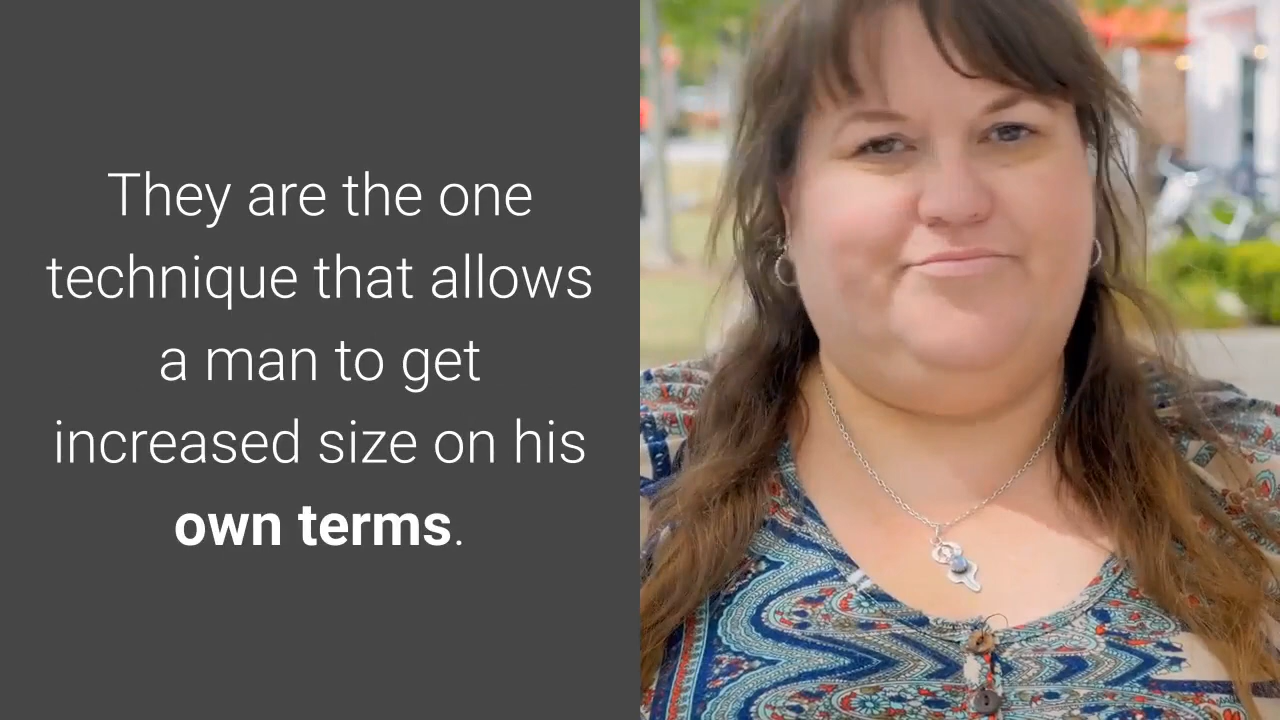 They are the one
technique that allows
a man to get
increased size on his
own terms.